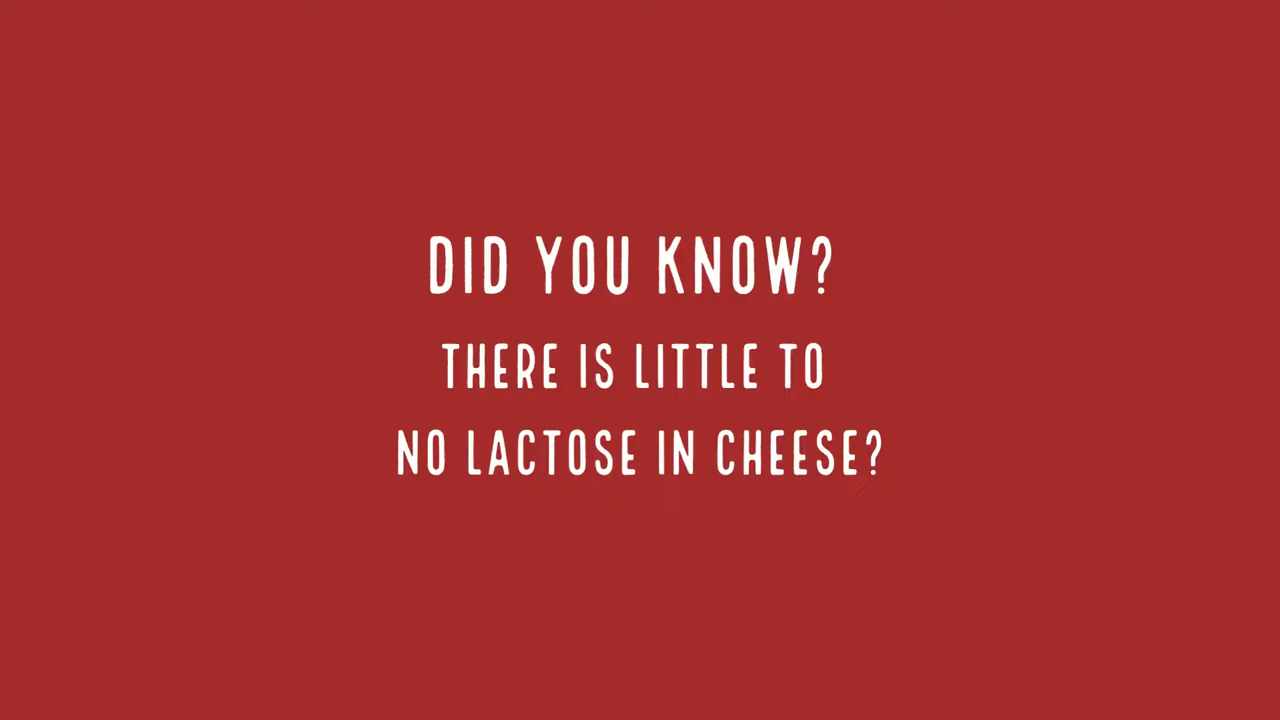 DID YOU KNOW?
THERE IS LITTLE TO
NO LACTOSE IN CHEESE?